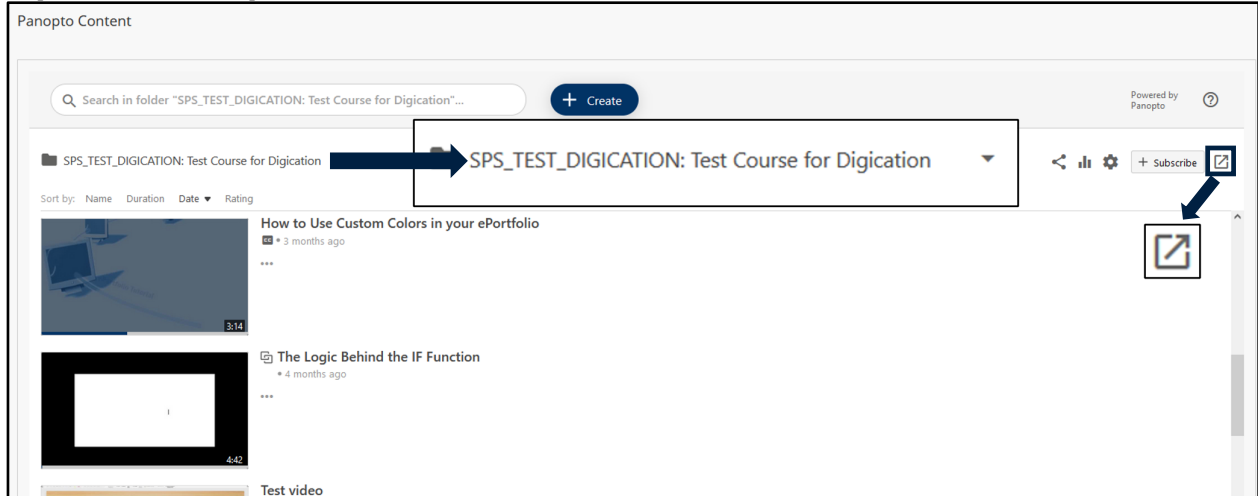 Panopto Content
Search in folder "SPS_TEST_DIGICATION: Test Course for Digication"...
+ Create
Powered by
Panopto
SPS_TEST_DIGICATION: Test Course for Digication
SPS_TEST_DIGICATION: Test Course for Digication
+ Subscribe
Sort by: Name Duration Date Rating
How to Use Custom Colors in your ePortfolio
CC • 3 months ago
•••
3:14
The Logic Behind the IF Function
• 4 months ago
•••
4:42
Test video